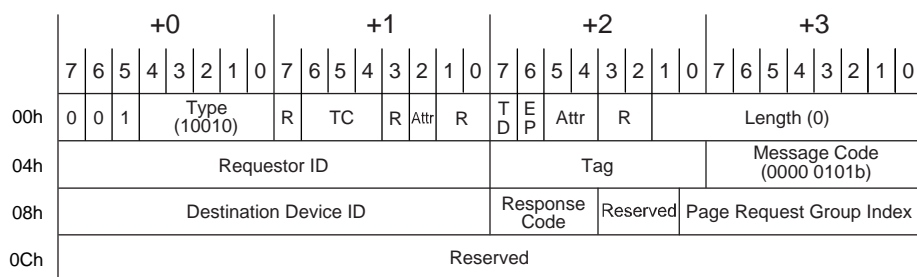 +0 +1 +2 +3
7 6 5 4 3 2 1 0 7 6 5 4 3 2 1 0 7 6 5 4 3 2 1 0 7 6 5 4 3 2 1 0
00h 0 0 1 Type (10010) R TC R Attr R TD EP Attr R Length (0)
04h Requestor ID Tag Message Code (0000 0101b)
08h Destination Device ID Response Code Reserved Page Request Group Index
0Ch Reserved